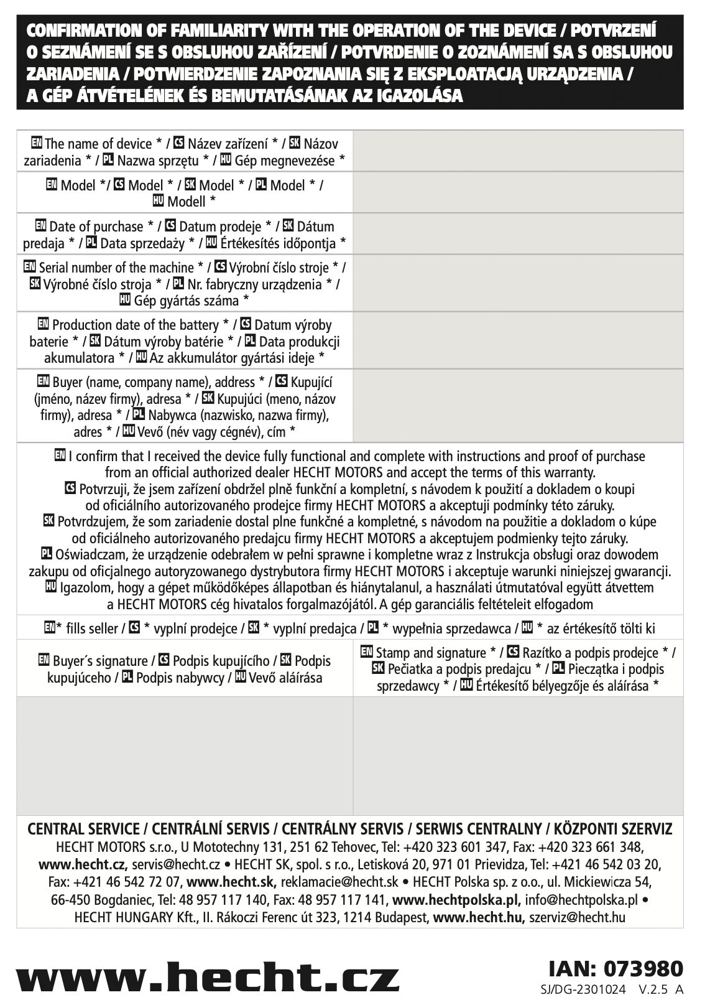 CONFIRMATION OF FAMILIARITY WITH THE OPERATION OF THE DEVICE / POTVRZENÍ
O SEZNÁMENÍ SE S OBSLUHOU ZAŘÍZENÍ / POTVRDENIE O ZOZNÁMENÍ SA S OBSLUHOU
ZARIADENIA / POTWIERDZENIE ZAPOZNANIA SIĘ Z EKSPLOATACJĄ URZĄDZENIA /
A GÉP ÁTVÉTELÉNEK ÉS BEMUTATÁSÁNAK AZ IGAZOLÁSA
EN The name of device * / CS Název zařízení * / SK Názov
zariadenia * / PL Nazwa sprzętu * / HU Gép megnevezése *
EN Model */ CS Model * / SK Model * / PL Model * /
HU Modell *
EN Date of purchase * / CS Datum prodeje * / SK Dátum
predaja * / PL Data sprzedaży * / HU Értékesítés időpontja *
EN Serial number of the machine * / CS Výrobní číslo stroje * /
SK Výrobné číslo stroja * / PL Nr. fabryczny urządzenia * /
HU Gép gyártás száma *
EN Production date of the battery * / CS Datum výroby
baterie * / SK Dátum výroby batérie * / PL Data produkcji
akumulatora * / HU Az akkumulátor gyártási ideje *
EN Buyer (name, company name), address * / CS Kupující
(jméno, název firmy), adresa * / SK Kupujúci (meno, názov
firmy), adresa * / PL Nabywca (nazwisko, nazwa firmy),
adres * / HU Vevő (név vagy cégnév), cím *
EN I confirm that I received the device fully functional and complete with instructions and proof of purchase
from an official authorized dealer HECHT MOTORS and accept the terms of this warranty.
CS Potvrzuji, že jsem zařízení obdržel plně funkční a kompletní, s návodem k použití a dokladem o koupi
od oficiálního autorizovaného prodejce firmy HECHT MOTORS a akceptuji podmínky této záruky.
SK Potvrdzujem, že som zariadenie dostal plne funkčné a kompletné, s návodom na použitie a dokladom o kúpe
od oficiálneho autorizovaného predajcu firmy HECHT MOTORS a akceptujem podmienky tejto záruky.
PL Oświadczam, że urządzenie odebrałem w pełni sprawne i kompletne wraz z Instrukcja obsługi oraz dowodem
zakupu od oficjalnego autoryzowanego dystrybutora firmy HECHT MOTORS i akceptuje warunki niniejszej gwarancji.
HU Igazolom, hogy a gépet működőképes állapotban és hiánytalanul, a használati útmutatóval együtt átvettem
a HECHT MOTORS cég hivatalos forgalmazójától. A gép garanciális feltételeit elfogadom
EN* fills seller / CS * vyplní prodejce / SK * vyplní predajca / PL * wypełnia sprzedawca / HU * az értékesítő tölti ki
EN Buyer´s signature / CS Podpis kupujícího / SK Podpis
kupujúceho / PL Podpis nabywcy / HU Vevő aláírása
EN Stamp and signature * / CS Razítko a podpis prodejce * /
SK Pečiatka a podpis predajcu * / PL Pieczątka i podpis
sprzedawcy * / HU Értékesítő bélyegzője és aláírása *
CENTRAL SERVICE / CENTRÁLNÍ SERVIS / CENTRÁLNY SERVIS / SERWIS CENTRALNY / KÖZPONTI SZERVIZ
HECHT MOTORS s.r.o., U Mototechny 131, 251 62 Tehovec, Tel: +420 323 601 347, Fax: +420 323 661 348,
www.hecht.cz, servis@hecht.cz • HECHT SK, spol. s r.o., Letisková 20, 971 01 Prievidza, Tel: +421 46 542 03 20,
Fax: +421 46 542 72 07, www.hecht.sk, reklamacie@hecht.sk • HECHT Polska sp. z o.o., ul. Mickiewicza 54,
66-450 Bogdaniec, Tel: 48 957 117 140, Fax: 48 957 117 141, www.hechtpolska.pl, info@hechtpolska.pl •
HECHT HUNGARY Kft., II. Rákoczi Ferenc út 323, 1214 Budapest, www.hecht.hu, szerviz@hecht.hu
www.hecht.cz
IAN: 073980
SJ/DG-2301024 V.2.5 A